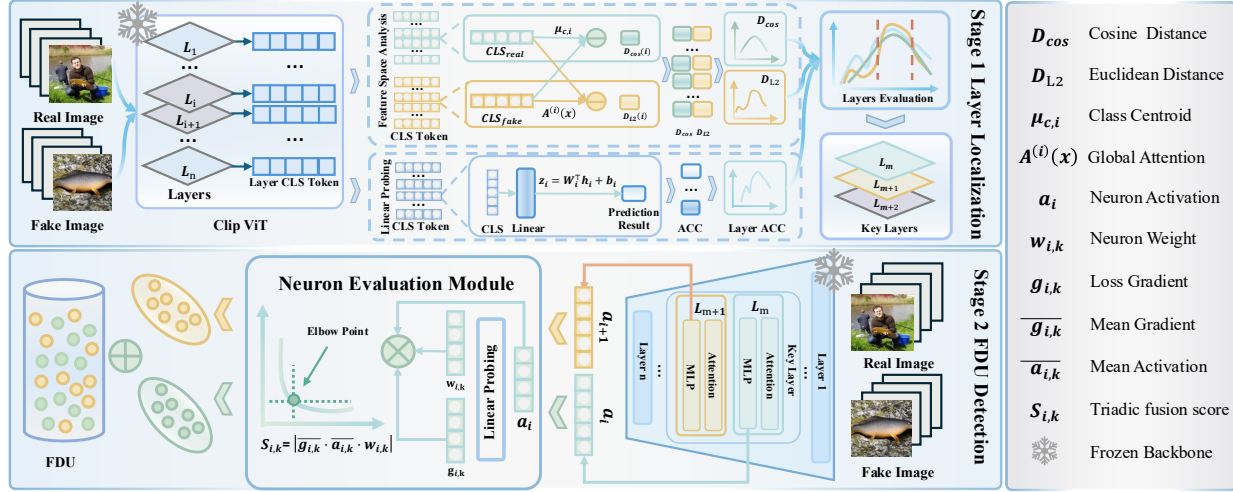 Real Image
Fake Image
L1
Li
Li+1
...
Ln
Layers
Layer CLS Token
Clip ViT
Feature Space Analysis
...
...
...
...
CLS Token
CLSreal
μc,i
Dcos(i)
CLSfake
A(i)(x)
DL2(i)
...
Dcos DL2
Dcos
DL2
Linear Probing
...
...
CLS Token
CLS
Linear
zi = Wi⊤hi + bi
Prediction
Result
...
ACC
Layer ACC
Layers Evaluation
Lm
Lm+1
Lm+2
Key Layers
Stage 1 Layer Localization
FDU
Neuron Evaluation Module
Elbow Point
Si,k=|gi,k · ai,k · wi,k|
wi,k
gi,k
Linear Probing
ai
ai+1
ai
Layer n
...
Lm+1
MLP
Attention
Lm
MLP
Attention
Key Layer
...
Layer 1
Real Image
Fake Image
Stage 2 FDU Detection
Dcos Cosine Distance
DL2 Euclidean Distance
μc,i Class Centroid
A(i)(x) Global Attention
ai Neuron Activation
wi,k Neuron Weight
gi,k Loss Gradient
gi,k Mean Gradient
ai,k Mean Activation
Si,k Triadic fusion score
Frozen Backbone